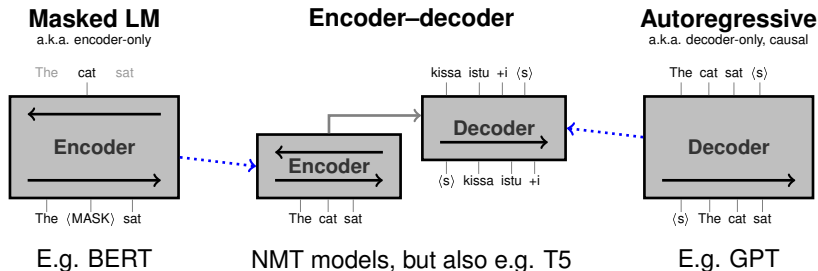 Masked LM
a.k.a. encoder-only
The cat sat
Encoder
The ⟨MASK⟩ sat
E.g. BERT
Encoder–decoder
kissa istu +i ⟨s⟩
Decoder
⟨s⟩ kissa istu +i
Encoder
The cat sat
NMT models, but also e.g. T5
Autoregressive
a.k.a. decoder-only, causal
The cat sat ⟨s⟩
Decoder
⟨s⟩ The cat sat
E.g. GPT